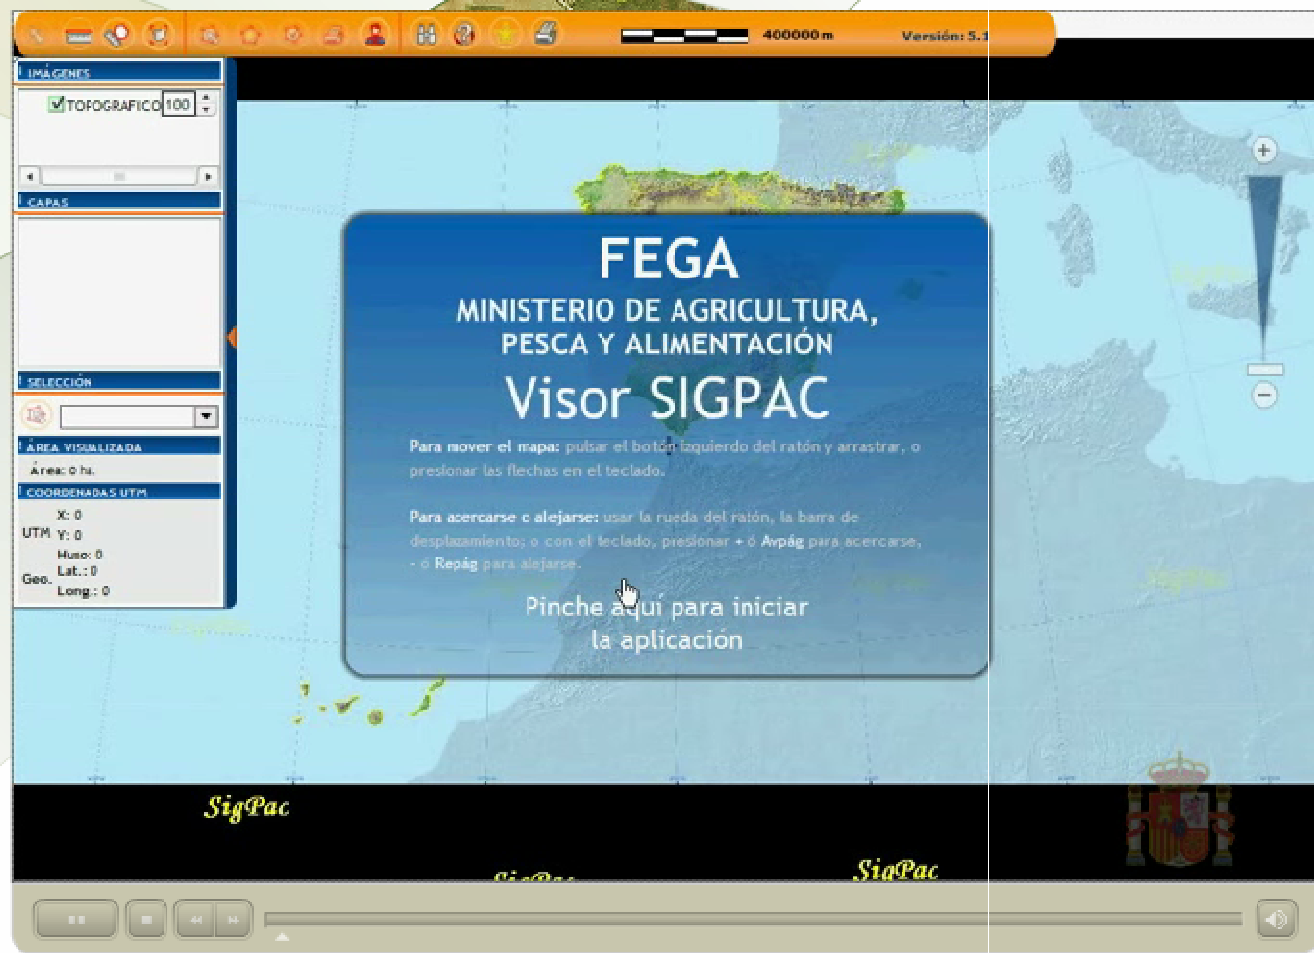 400000 m
Versión: 5.1
IMÁGENES
TOPOGRAFICO 100
CAPAS
SELECCIÓN
ÁREA VISUALIZADA
Área: 0 ha.
COORDENADAS UTM
X: 0
UTM Y: 0
Huso: 0
Lat.: 0
Geo.
Long.: 0
FEGA
MINISTERIO DE AGRICULTURA,
PESCA Y ALIMENTACIÓN
Visor SIGPAC
Para mover el mapa: pulsar el botón izquierdo del ratón y arrastrar, o
presionar las flechas en el teclado.
Para acercarse o alejarse: usar la rueda del ratón, la barra de
desplazamiento; o con el teclado, presionar + ó Avpág para acercarse,
- ó Repág para alejarse.
Pinche aquí para iniciar
la aplicación
SigPac
SigPac
SigPac